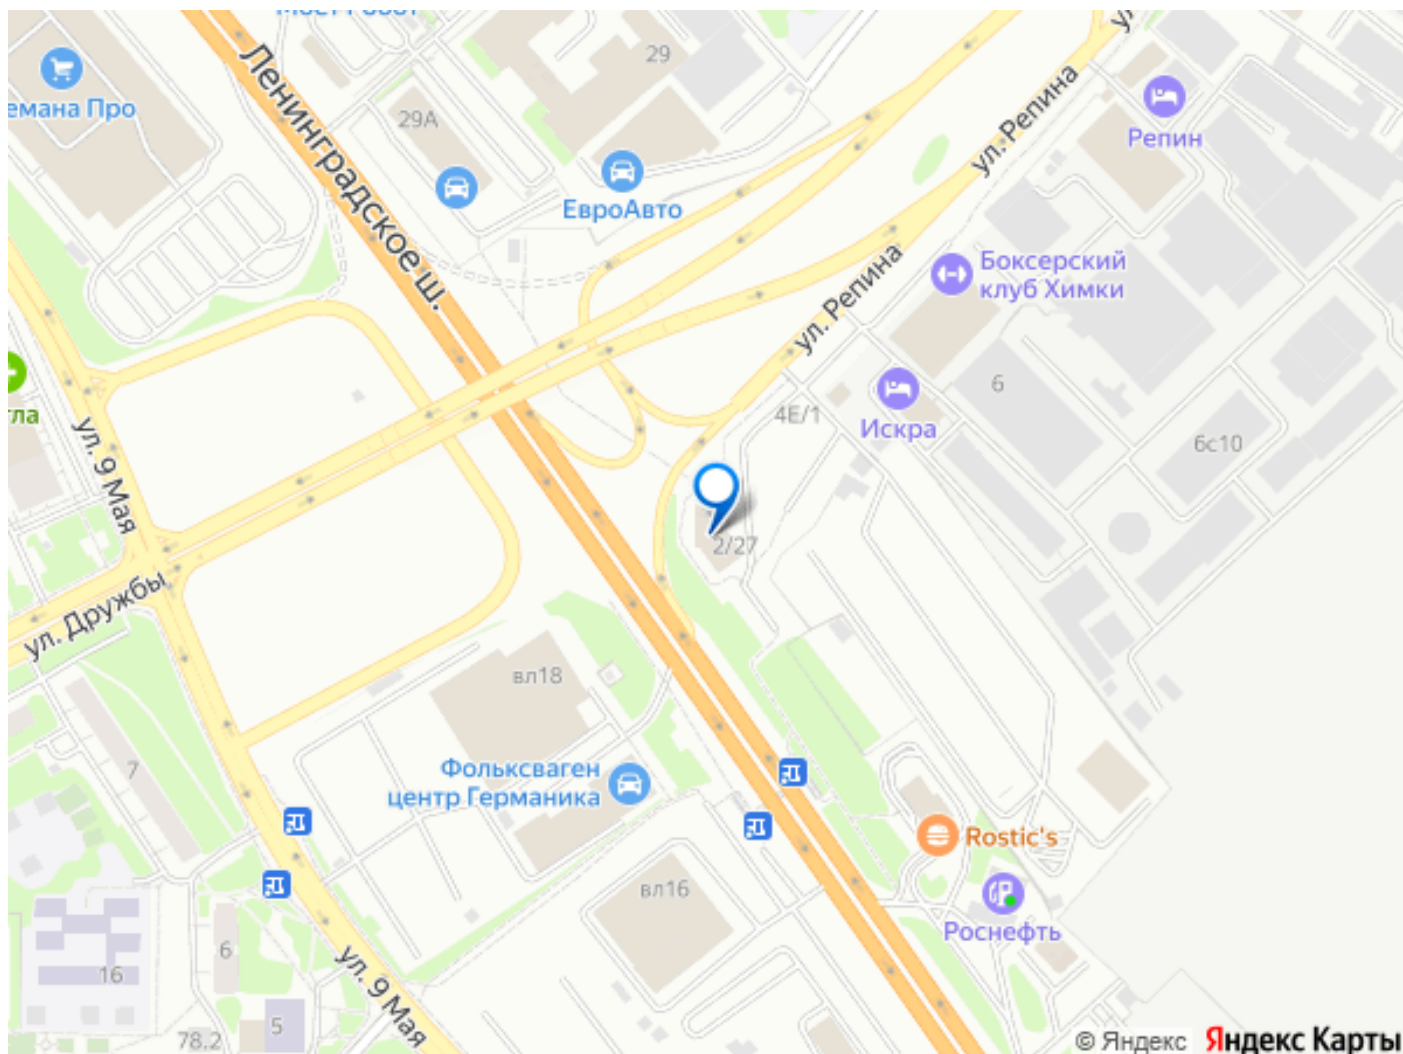 29
Ленинградское ш.
емана Про
29А
ул. Репина
Репин
ЕвроАвто
Боксерский
клуб Химки
ул. Репина
6
гла
4Е/1
Искра
6с10
ул. 9 Мая
2/27
ул. Дружбы
вл18
7
Фольксваген
центр Германика
Rostic's
вл16
Роснефть
6
16
ул. 9 Мая
5
78.2
© Яндекс Яндекс Карты